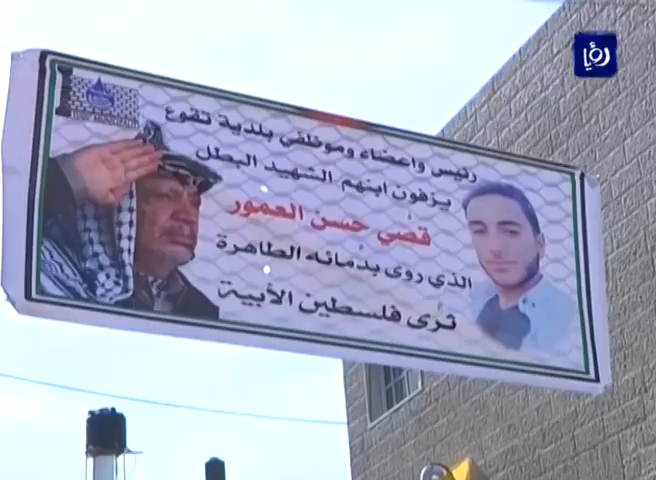 رؤيا
رئيس واعضاء وموظفي بلدية تقوع
يزفون ابنهم الشهيد البطل
قصي حسن العمور
الذي روى بدمائه الطاهرة
ثرى فلسطين الأبية